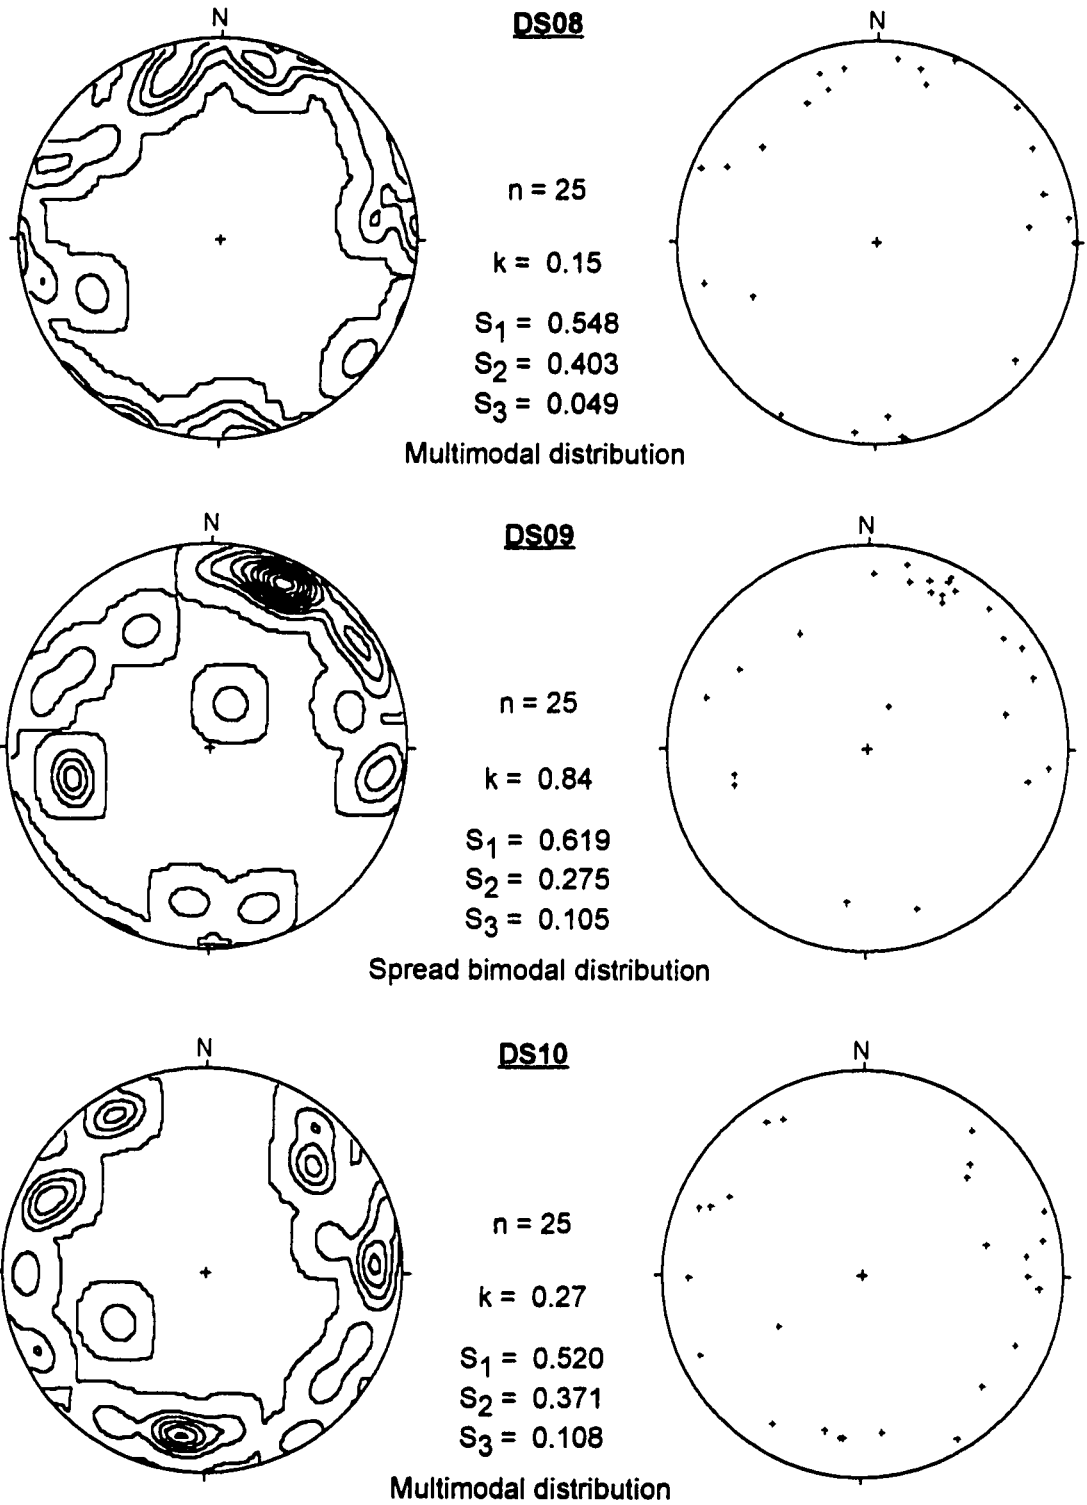 N
DS08
N
n = 25
k = 0.15
S1 = 0.548
S2 = 0.403
S3 = 0.049
Multimodal distribution
N
DS09
N
n = 25
k = 0.84
S1 = 0.619
S2 = 0.275
S3 = 0.105
Spread bimodal distribution
N
DS10
N
n = 25
k = 0.27
S1 = 0.520
S2 = 0.371
S3 = 0.108
Multimodal distribution